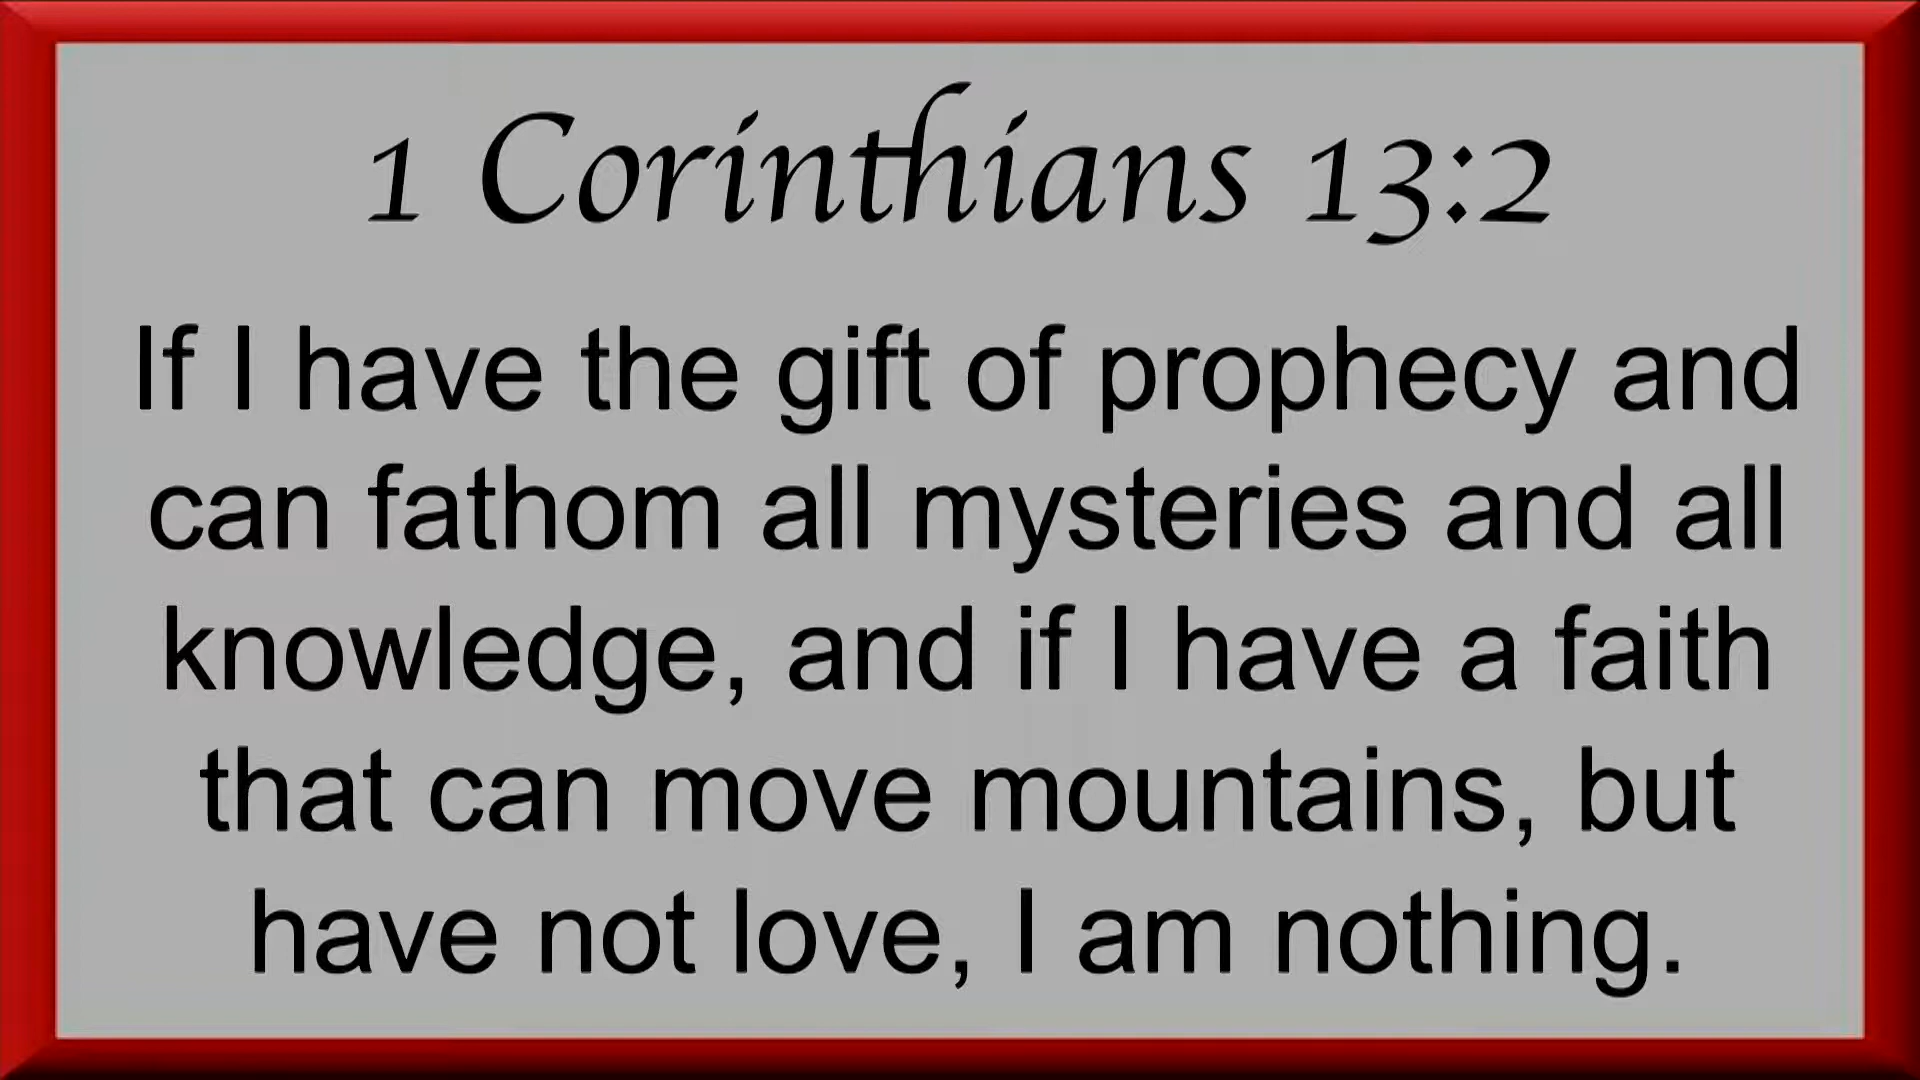 1 Corinthians 13:2
If I have the gift of prophecy and
can fathom all mysteries and all
knowledge, and if I have a faith
that can move mountains, but
have not love, I am nothing.